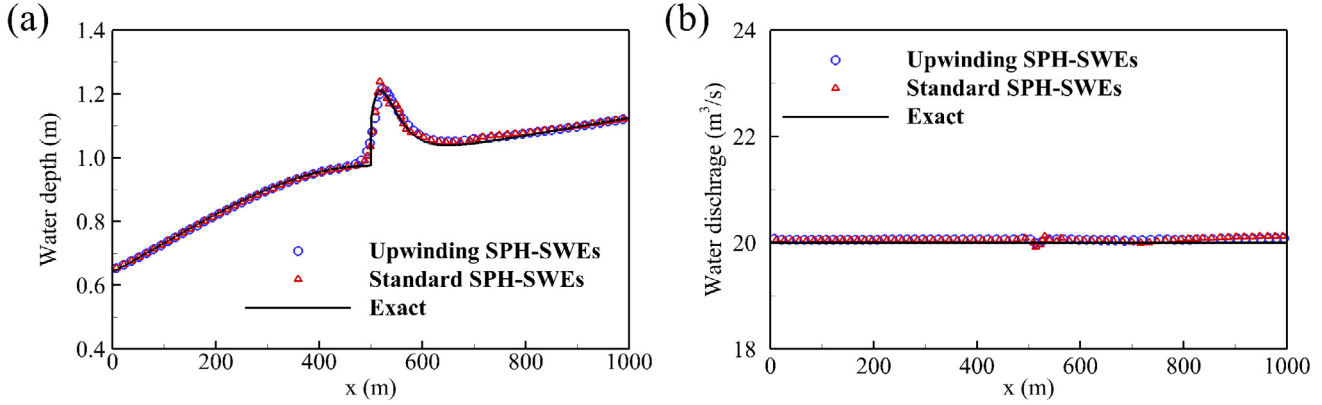 (a)
1.4
1.2
1.0
0.8
0.6
0.4
Water depth (m)
Upwinding SPH-SWEs
Standard SPH-SWEs
Exact
0
200
400
600
800
1000
x (m)
(b)
24
22
20
18
Water dischrage (m³/s)
Upwinding SPH-SWEs
Standard SPH-SWEs
Exact
0
200
400
600
800
1000
x (m)